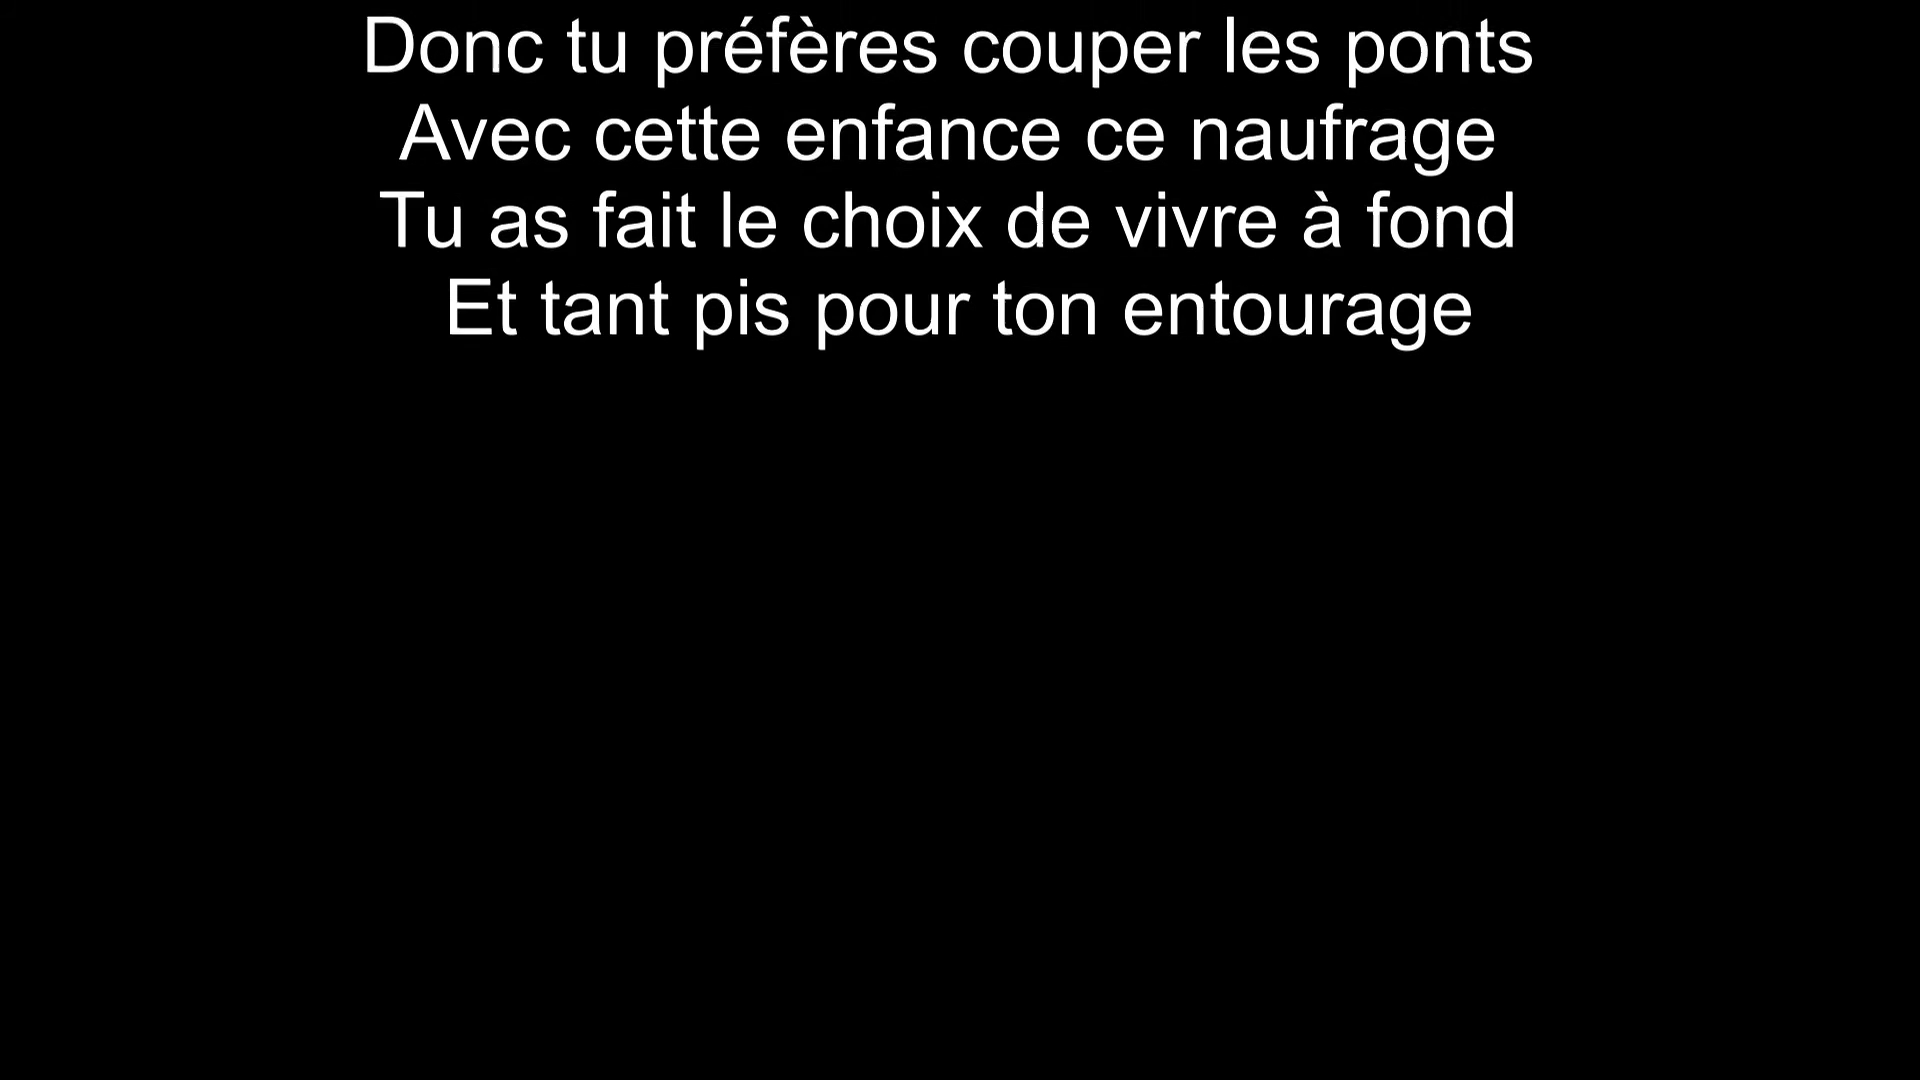 Donc tu préfères couper les ponts
Avec cette enfance ce naufrage
Tu as fait le choix de vivre à fond
Et tant pis pour ton entourage